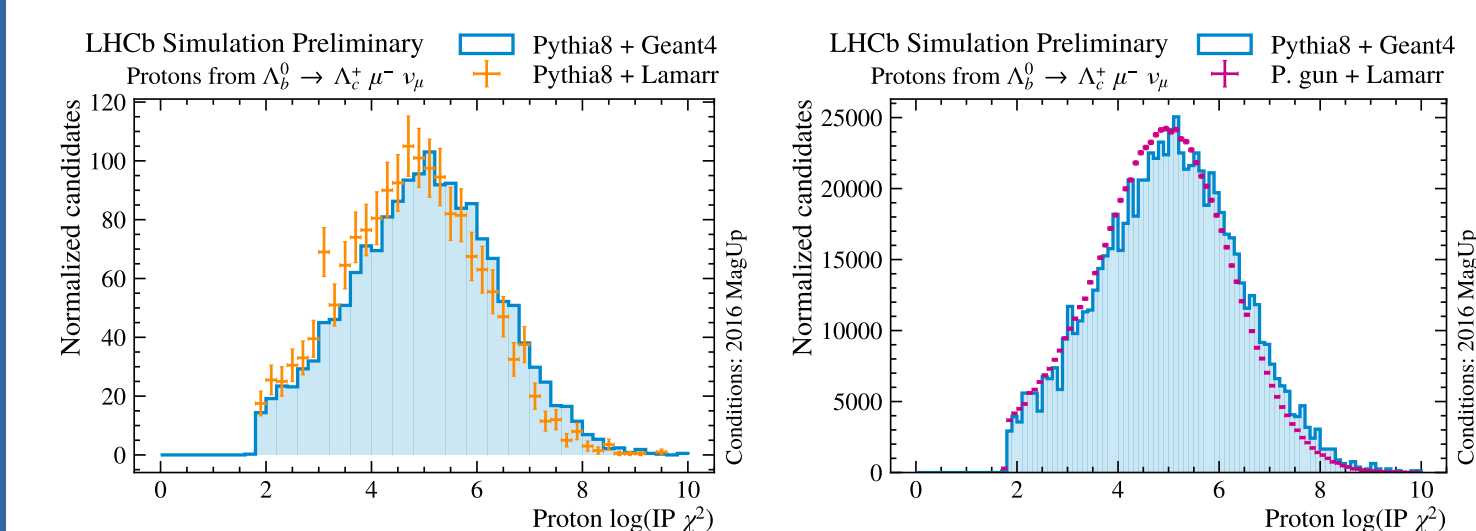 LHCb Simulation Preliminary
Protons from Λ_b^0 → Λ_c^+ μ^− ν_μ
Pythia8 + Geant4
Pythia8 + Lamarr
Normalized candidates
120
100
80
60
40
20
0
0 2 4 6 8 10
Proton log(IP χ²)
Conditions: 2016 MagUp
LHCb Simulation Preliminary
Protons from Λ_b^0 → Λ_c^+ μ^− ν_μ
Pythia8 + Geant4
P. gun + Lamarr
Normalized candidates
25000
20000
15000
10000
5000
0
0 2 4 6 8 10
Proton log(IP χ²)
Conditions: 2016 MagUp